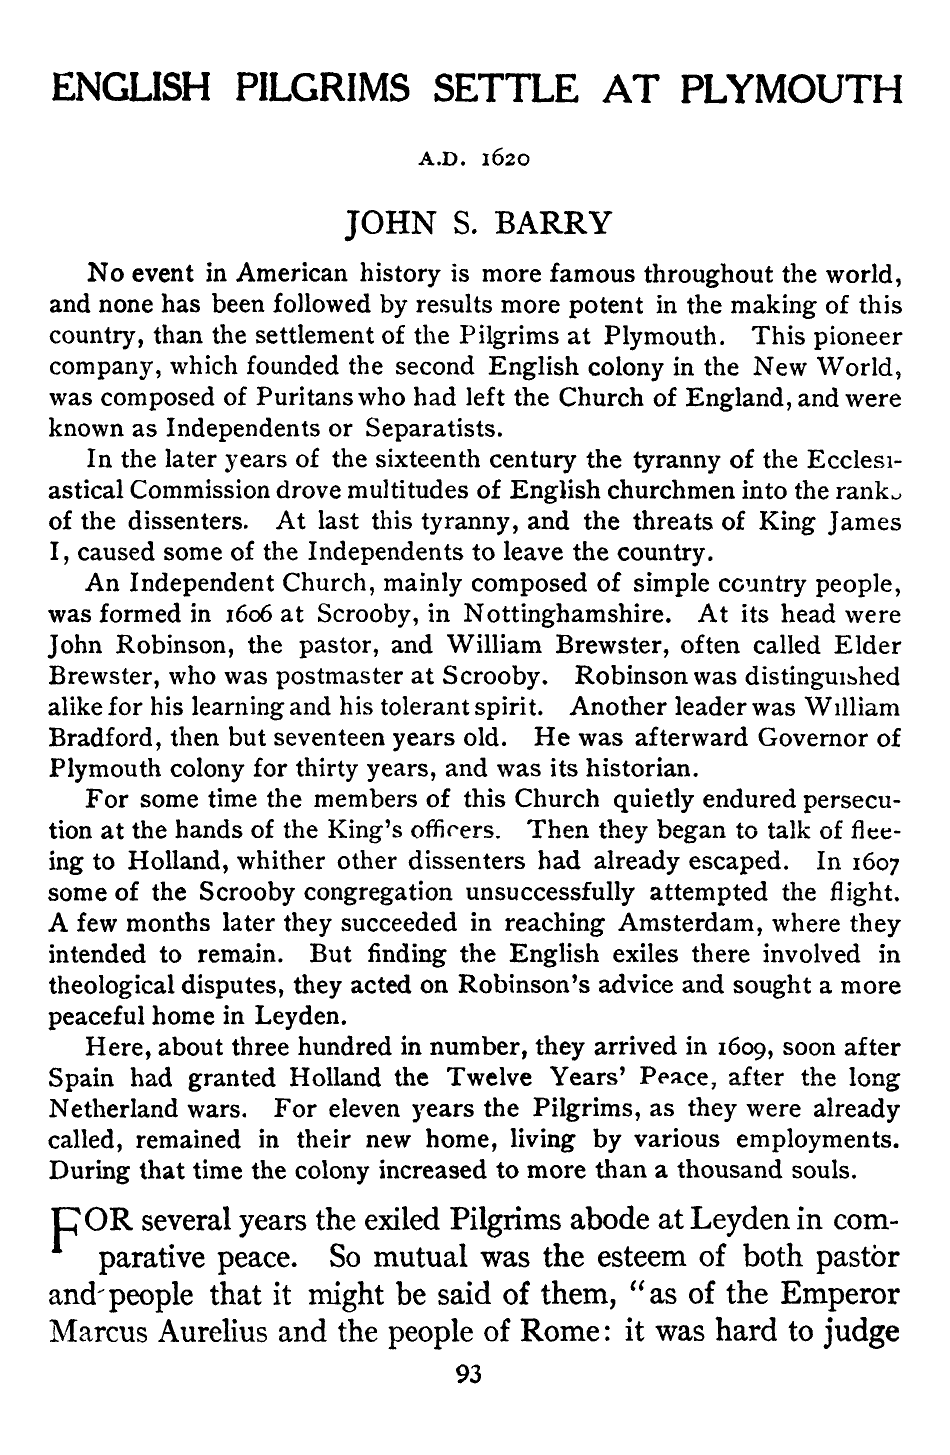 ENGLISH PILGRIMS SETTLE AT PLYMOUTH
A.D. 1620
JOHN S. BARRY
No event in American history is more famous throughout the world,
and none has been followed by results more potent in the making of this
country, than the settlement of the Pilgrims at Plymouth. This pioneer
company, which founded the second English colony in the New World,
was composed of Puritans who had left the Church of England, and were
known as Independents or Separatists.
In the later years of the sixteenth century the tyranny of the Ecclesi-
astical Commission drove multitudes of English churchmen into the ranks
of the dissenters. At last this tyranny, and the threats of King James
I, caused some of the Independents to leave the country.
An Independent Church, mainly composed of simple country people,
was formed in 1606 at Scrooby, in Nottinghamshire. At its head were
John Robinson, the pastor, and William Brewster, often called Elder
Brewster, who was postmaster at Scrooby. Robinson was distinguished
alike for his learning and his tolerant spirit. Another leader was William
Bradford, then but seventeen years old. He was afterward Governor of
Plymouth colony for thirty years, and was its historian.
For some time the members of this Church quietly endured persecu-
tion at the hands of the King's officers. Then they began to talk of flee-
ing to Holland, whither other dissenters had already escaped. In 1607
some of the Scrooby congregation unsuccessfully attempted the flight.
A few months later they succeeded in reaching Amsterdam, where they
intended to remain. But finding the English exiles there involved in
theological disputes, they acted on Robinson's advice and sought a more
peaceful home in Leyden.
Here, about three hundred in number, they arrived in 1609, soon after
Spain had granted Holland the Twelve Years' Peace, after the long
Netherland wars. For eleven years the Pilgrims, as they were already
called, remained in their new home, living by various employments.
During that time the colony increased to more than a thousand souls.
FOR several years the exiled Pilgrims abode at Leyden in com-
parative peace. So mutual was the esteem of both pastor
and people that it might be said of them, "as of the Emperor
Marcus Aurelius and the people of Rome: it was hard to judge
93